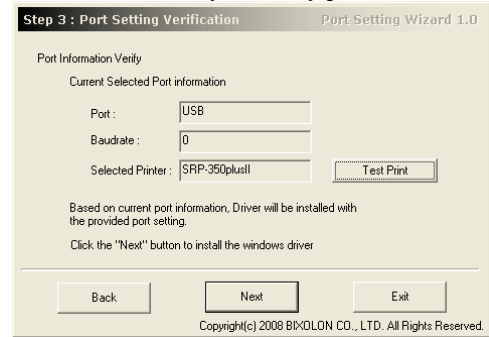 Step 3 : Port Setting Verification Port Setting Wizard 1.0
Port Information Verify
Current Selected Port information
Port : USB
Baudrate : 0
Selected Printer : SRP-350plusII Test Print
Based on current port information, Driver will be installed with
the provided port setting.
Click the "Next" button to install the windows driver
Back Next Exit
Copyright(c) 2008 BIXOLON CO., LTD. All Rights Reserved.